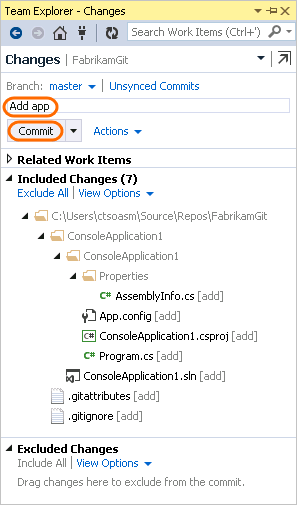 Team Explorer - Changes
Search Work Items (Ctrl+')
Changes | FabrikamGit
Branch: master | Unsynced Commits
Add app
Commit Actions
Related Work Items
Included Changes (7)
Exclude All | View Options
C:\Users\ctsoasm\Source\Repos\FabrikamGit
ConsoleApplication1
ConsoleApplication1
Properties
C# AssemblyInfo.cs [add]
App.config [add]
C# ConsoleApplication1.csproj [add]
C# Program.cs [add]
ConsoleApplication1.sln [add]
.gitattributes [add]
.gitignore [add]
Excluded Changes
Include All | View Options
Drag changes here to exclude from the commit.